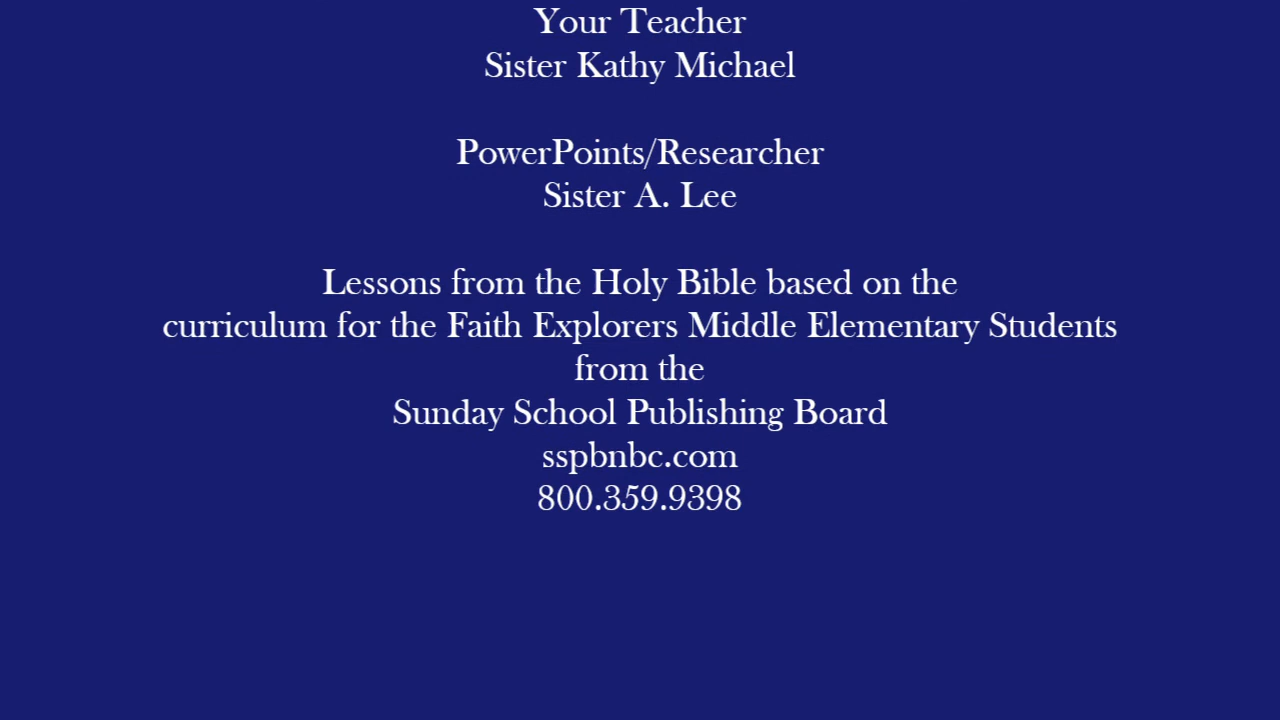 Your Teacher
Sister Kathy Michael
PowerPoints/Researcher
Sister A. Lee
Lessons from the Holy Bible based on the
curriculum for the Faith Explorers Middle Elementary Students
from the
Sunday School Publishing Board
sspbnbc.com
800.359.9398